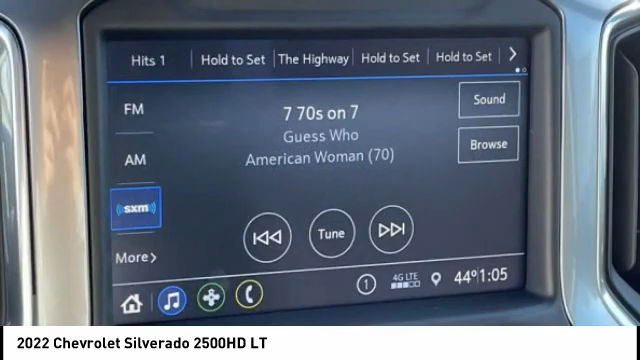 Hits 1 Hold to Set The Highway Hold to Set Hold to Set
FM
7 70s on 7
Sound
Guess Who
AM
American Woman (70)
Browse
sxm
Tune
More
1 4G LTE 44° 1:05
2022 Chevrolet Silverado 2500HD LT